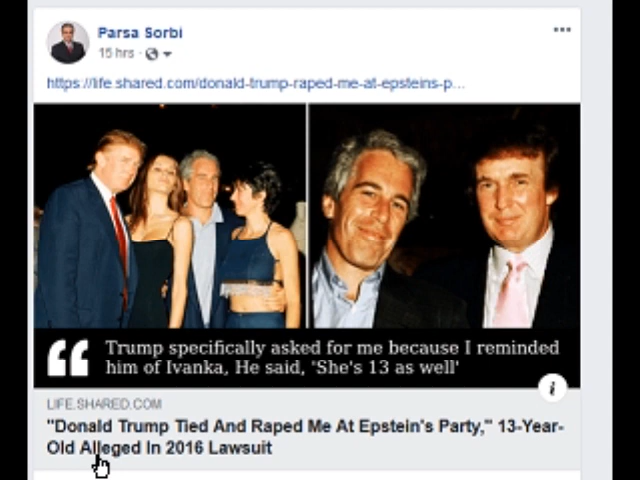 Parsa Sorbi
15 hrs
https://life.shared.com/donald-trump-raped-me-at-epsteins-p...
Trump specifically asked for me because I reminded
him of Ivanka, He said, 'She's 13 as well'
i
LIFE.SHARED.COM
"Donald Trump Tied And Raped Me At Epstein's Party," 13-Year-
Old Alleged In 2016 Lawsuit